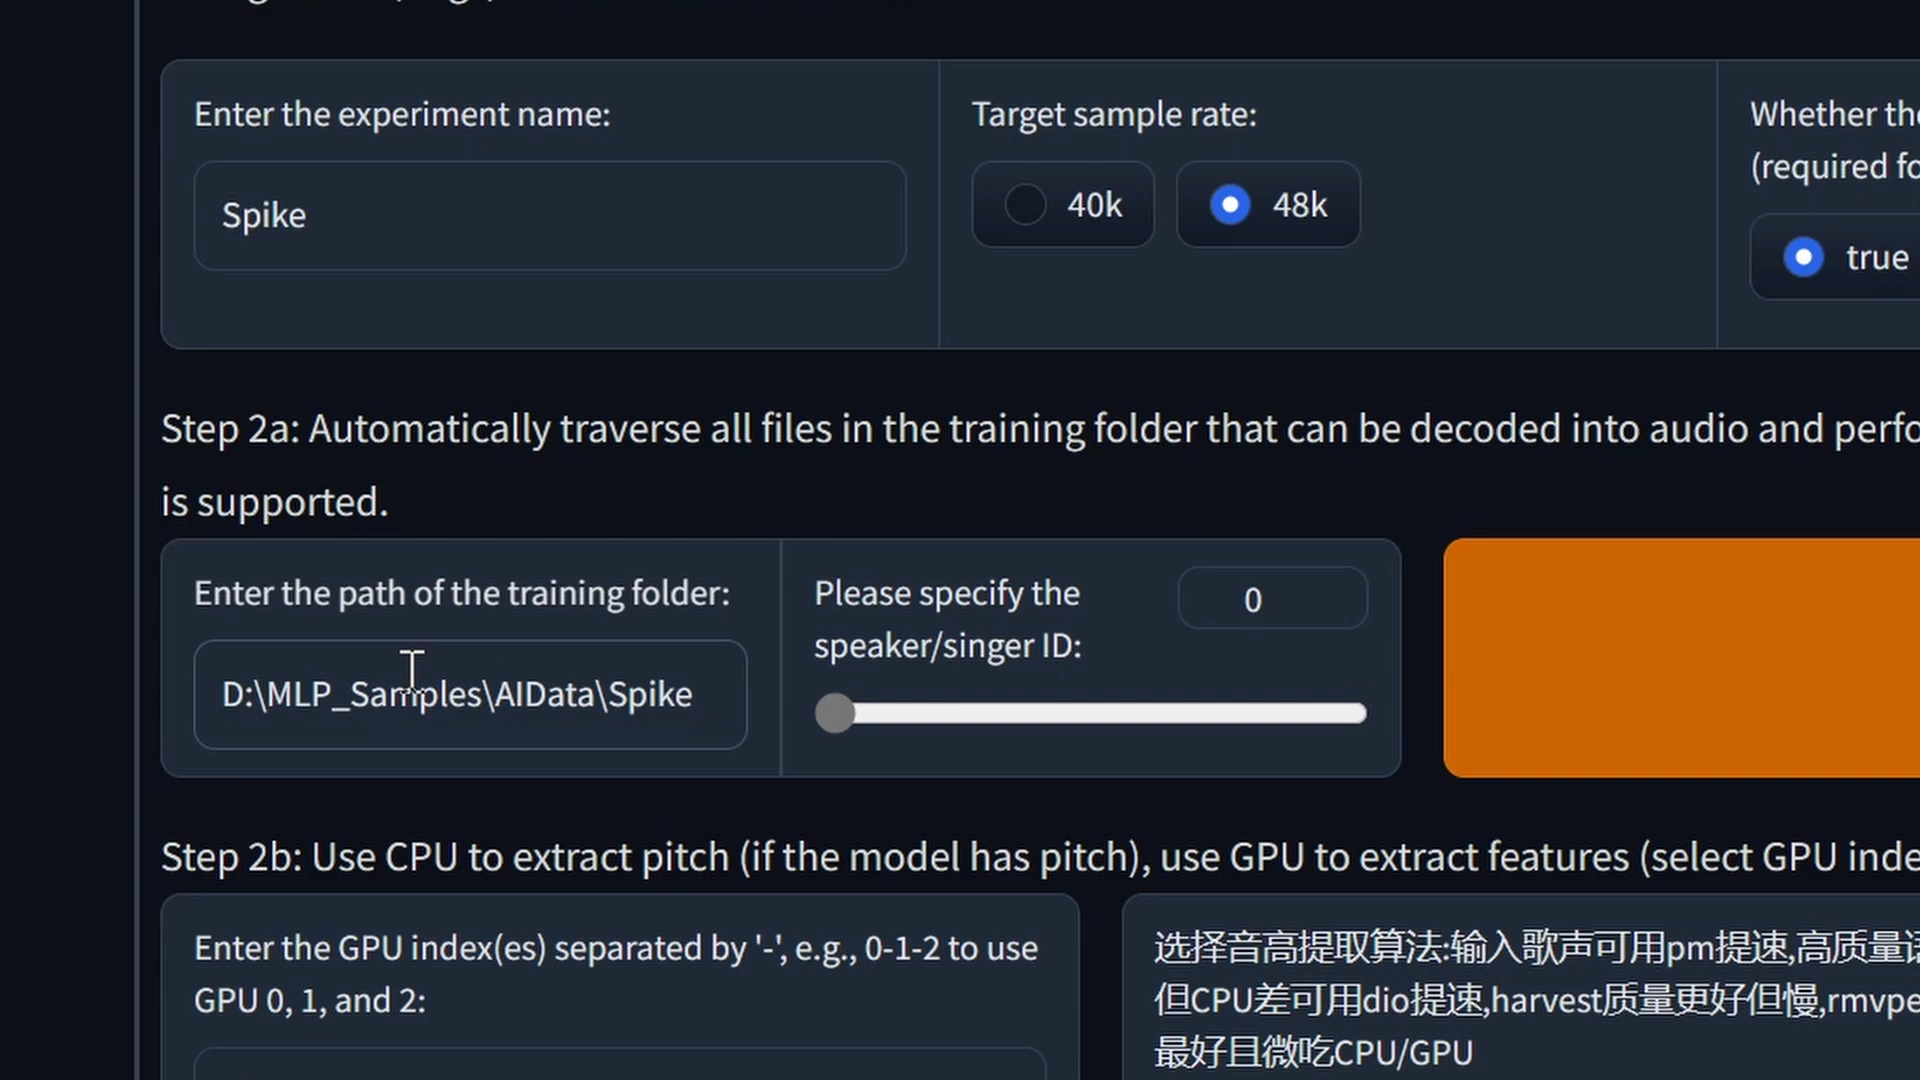 Enter the experiment name:
Target sample rate:
Whether the
(required fo
Spike
40k
48k
true
Step 2a: Automatically traverse all files in the training folder that can be decoded into audio and perfo
is supported.
Enter the path of the training folder:
Please specify the
speaker/singer ID:
0
D:\MLP_Samples\AIData\Spike
Step 2b: Use CPU to extract pitch (if the model has pitch), use GPU to extract features (select GPU inde
Enter the GPU index(es) separated by '-', e.g., 0-1-2 to use
GPU 0, 1, and 2:
选择音高提取算法:输入歌声可用pm提速,高质量语
但CPU差可用dio提速,harvest质量更好但慢,rmvpe
最好且微吃CPU/GPU